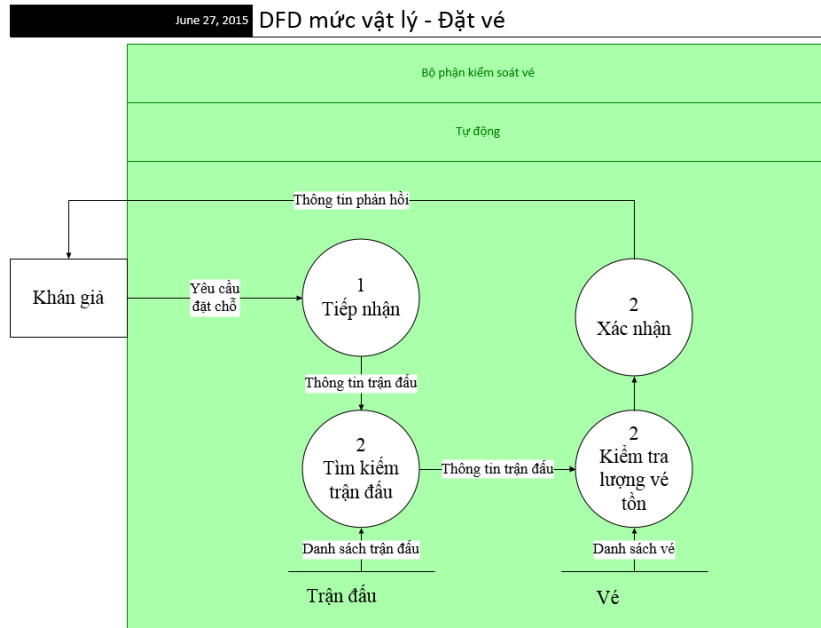 June 27, 2015
DFD mức vật lý - Đặt vé
Bộ phận kiểm soát vé
Tự động
Thông tin phản hồi
Khán giả
Yêu cầu
đặt chỗ
1
Tiếp nhận
2
Xác nhận
Thông tin trận đấu
2
Tìm kiếm
trận đấu
Thông tin trận đấu
2
Kiểm tra
lượng vé
tồn
Danh sách trận đấu
Danh sách vé
Trận đấu
Vé